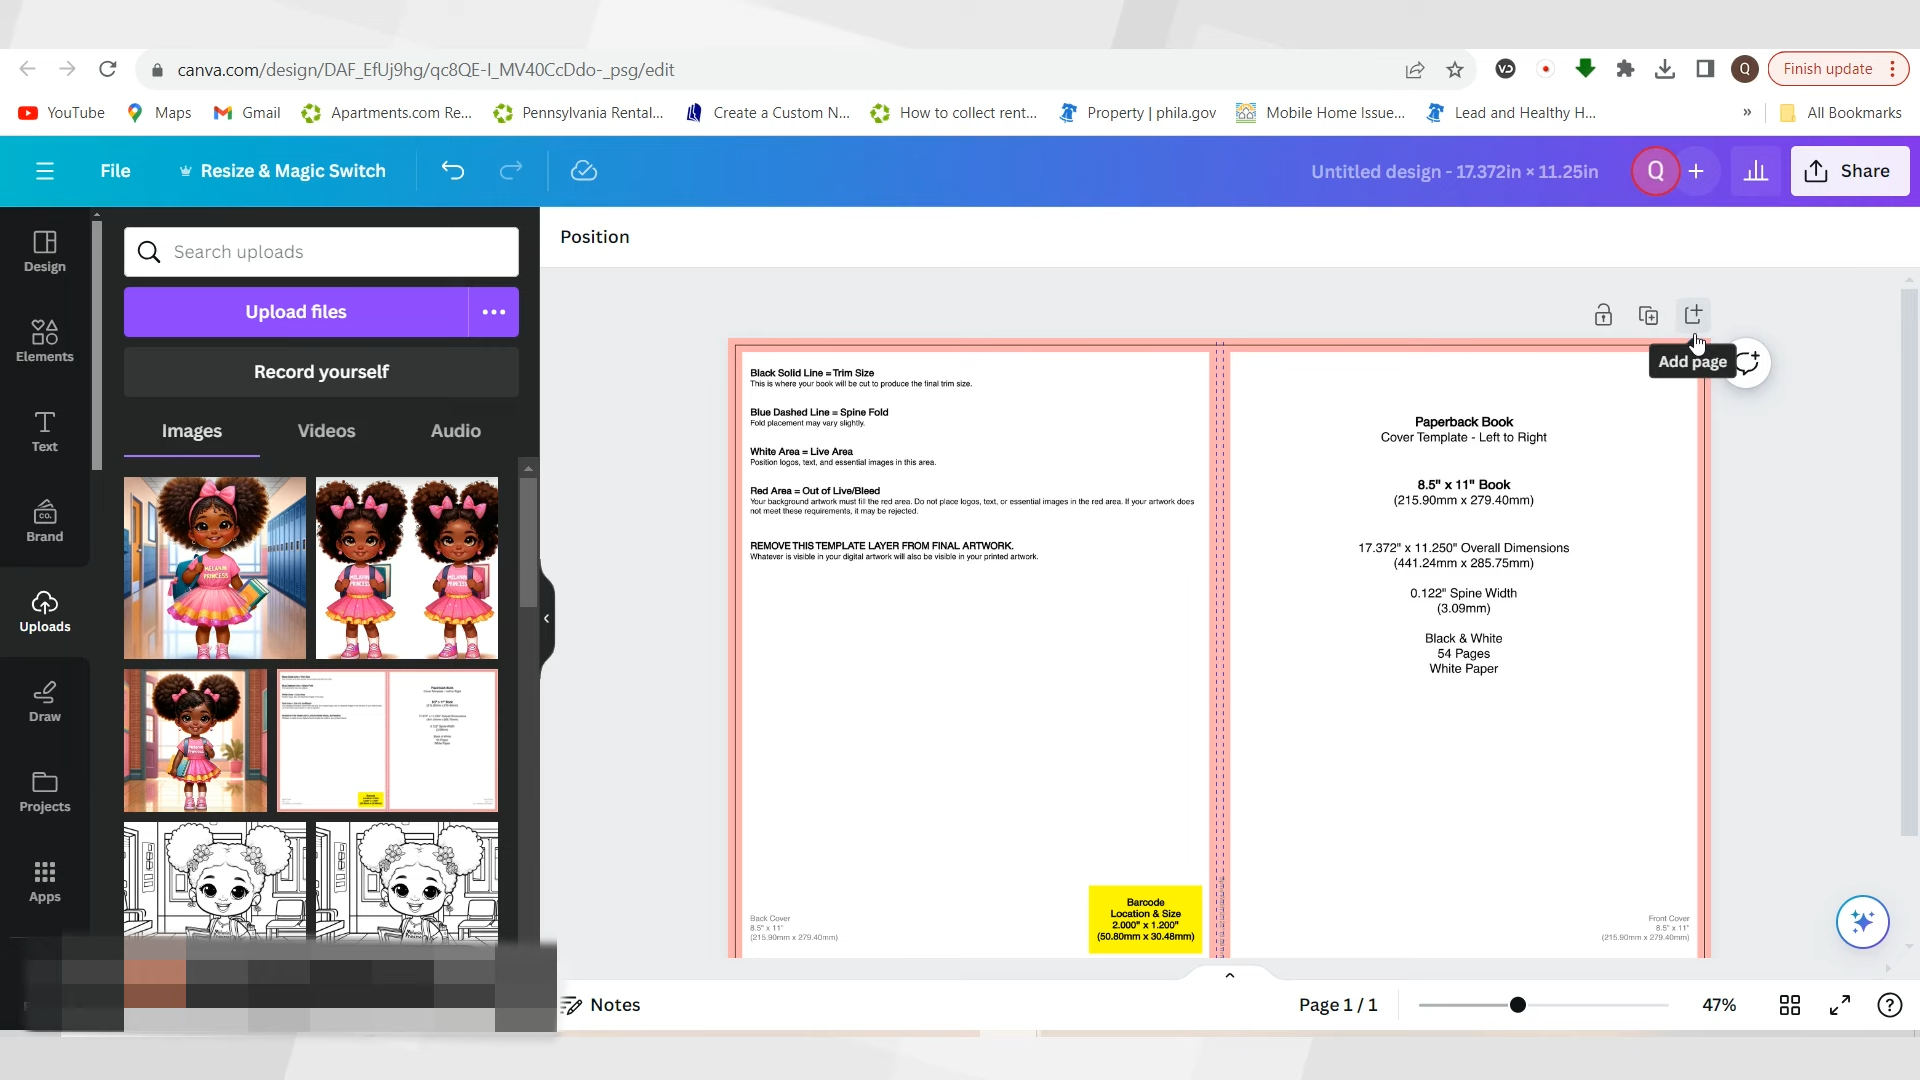 canva.com/design/DAF_EfUj9hg/qc8QE-I_MV40CcDdo-_psg/edit
Q
Finish update
YouTube
Maps
Gmail
Apartments.com Re...
Pennsylvania Rental...
Create a Custom N...
How to collect rent...
Property | phila.gov
Mobile Home Issue...
Lead and Healthy H...
»
All Bookmarks
File
Resize & Magic Switch
Untitled design - 17.372in × 11.25in
Q
Share
Design
Elements
Text
CO.
Brand
Uploads
Draw
Projects
Apps
Search uploads
Upload files
Record yourself
Images
Videos
Audio
MELANIN
PRINCESS
Position
Add page
Black Solid Line = Trim Size
This is where your book will be cut to produce the final trim size.
Blue Dashed Line = Spine Fold
Fold placement may vary slightly.
White Area = Live Area
Position logos, text, and essential images in this area.
Red Area = Out of Live/Bleed
Your background artwork must fill the red area. Do not place logos, text, or essential images in the red area. If your artwork does
not meet these requirements, it may be rejected.
REMOVE THIS TEMPLATE LAYER FROM FINAL ARTWORK.
Whatever is visible in your digital artwork will also be visible in your printed artwork.
Back Cover
8.5" x 11"
(215.90mm x 279.40mm)
Barcode
Location & Size
2.000" x 1.200"
(50.80mm x 30.48mm)
Paperback Book
Cover Template - Left to Right
8.5" x 11" Book
(215.90mm x 279.40mm)
17.372" x 11.250" Overall Dimensions
(441.24mm x 285.75mm)
0.122" Spine Width
(3.09mm)
Black & White
54 Pages
White Paper
Front Cover
8.5" x 11"
(215.90mm x 279.40mm)
Notes
Page 1 / 1
47%